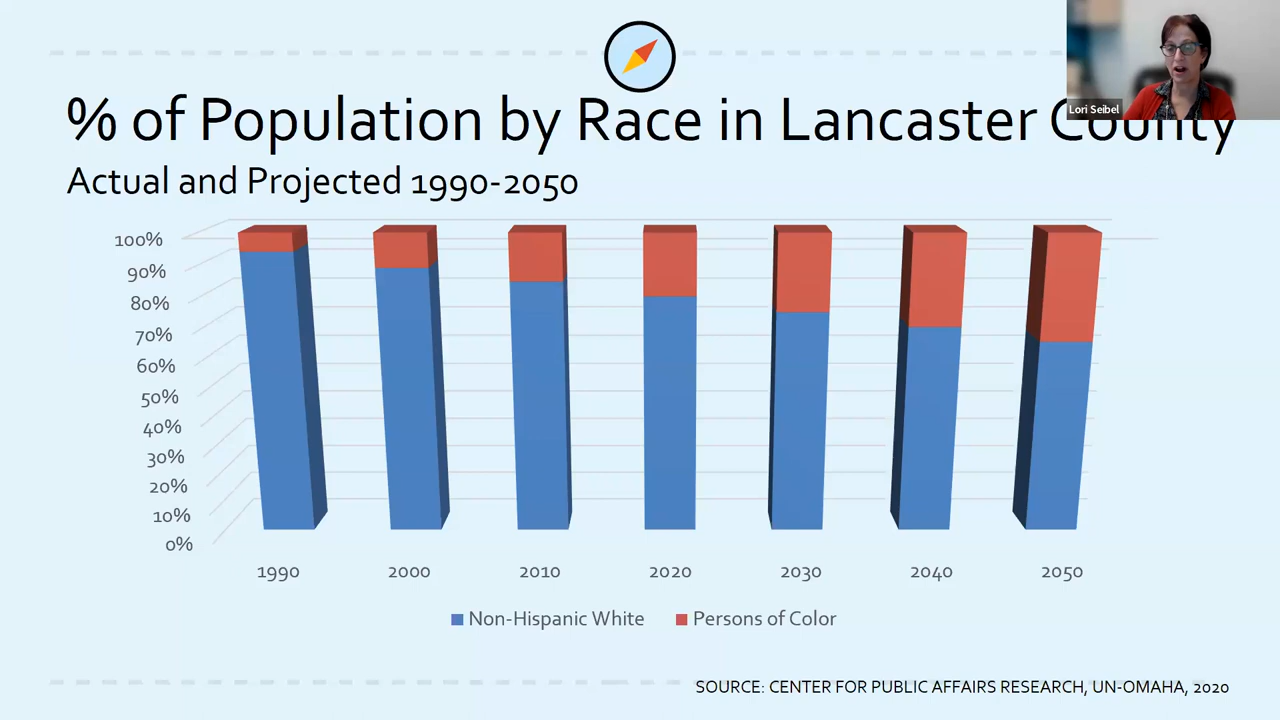 Lori Seibel
% of Population by Race in Lancaster County
Actual and Projected 1990-2050
100%
90%
80%
70%
60%
50%
40%
30%
20%
10%
0%
1990 2000 2010 2020 2030 2040 2050
Non-Hispanic White Persons of Color
SOURCE: CENTER FOR PUBLIC AFFAIRS RESEARCH, UN-OMAHA, 2020